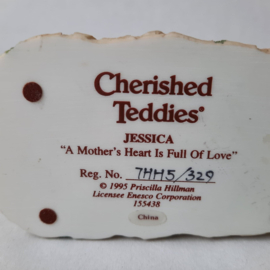 Cherished
Teddies®
JESSICA
"A Mother's Heart Is Full Of Love"
Reg. No. 7HH5/329
© 1995 Priscilla Hillman
Licensee Enesco Corporation
155438
China